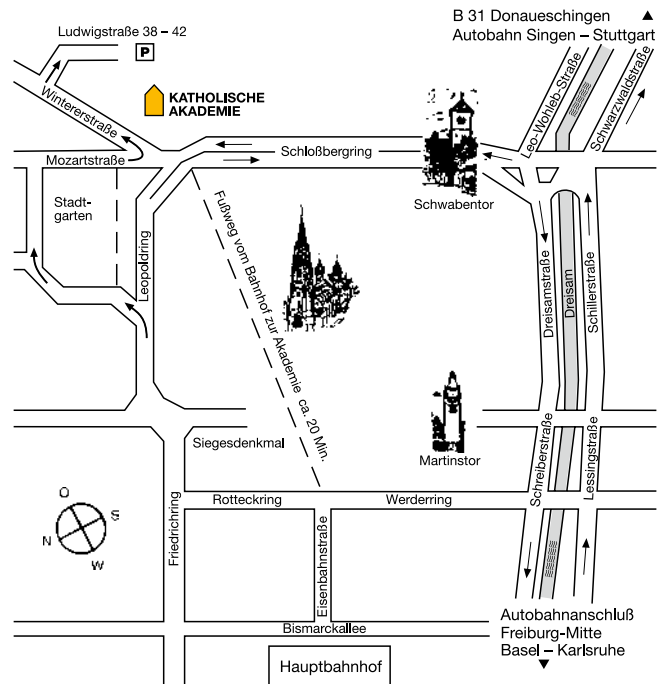 B 31 Donaueschingen
Autobahn Singen – Stuttgart
Ludwigstraße 38 – 42
P
KATHOLISCHE
AKADEMIE
Wintererstraße
Mozartstraße
Schloßbergring
Leo-Wohleb-Straße
Schwarzwaldstraße
Stadt-
garten
Schwabentor
Leopoldring
Fußweg vom Bahnhof zur Akademie ca. 20 Min.
Dreisamstraße
Dreisam
Schillerstraße
Siegesdenkmal
Martinstor
Schreiberstraße
Lessingstraße
Rotteckring
Werderring
O
S
N
W
Friedrichring
Eisenbahnstraße
Bismarckallee
Hauptbahnhof
Autobahnanschluß
Freiburg-Mitte
Basel – Karlsruhe